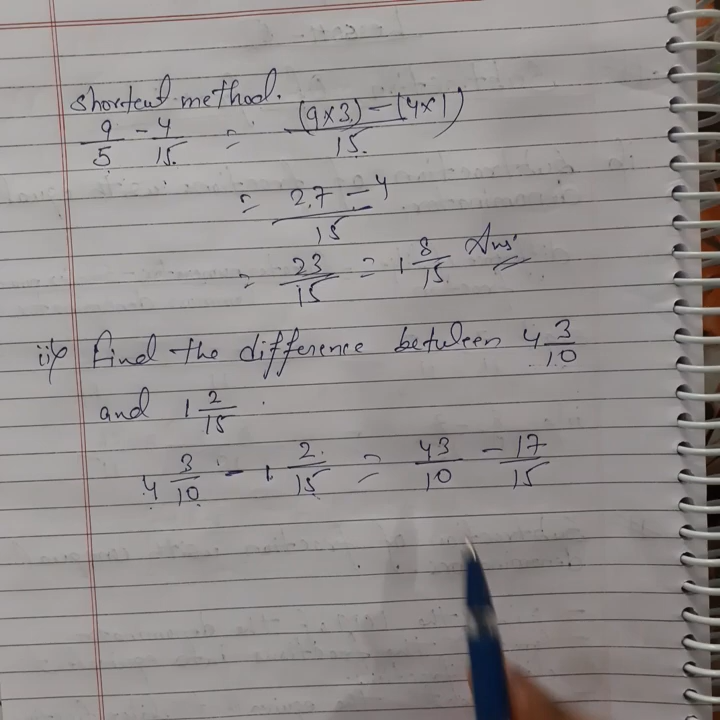 Shortcut method.
9/5 - 4/15 = (9×3) - (4×1)/15
= 27 - 4/15
= 23/15 = 1 8/15 Ans.
ii) Find the difference between 4 3/10
and 1 2/15.
4 3/10 - 1 2/15 = 43/10 - 17/15